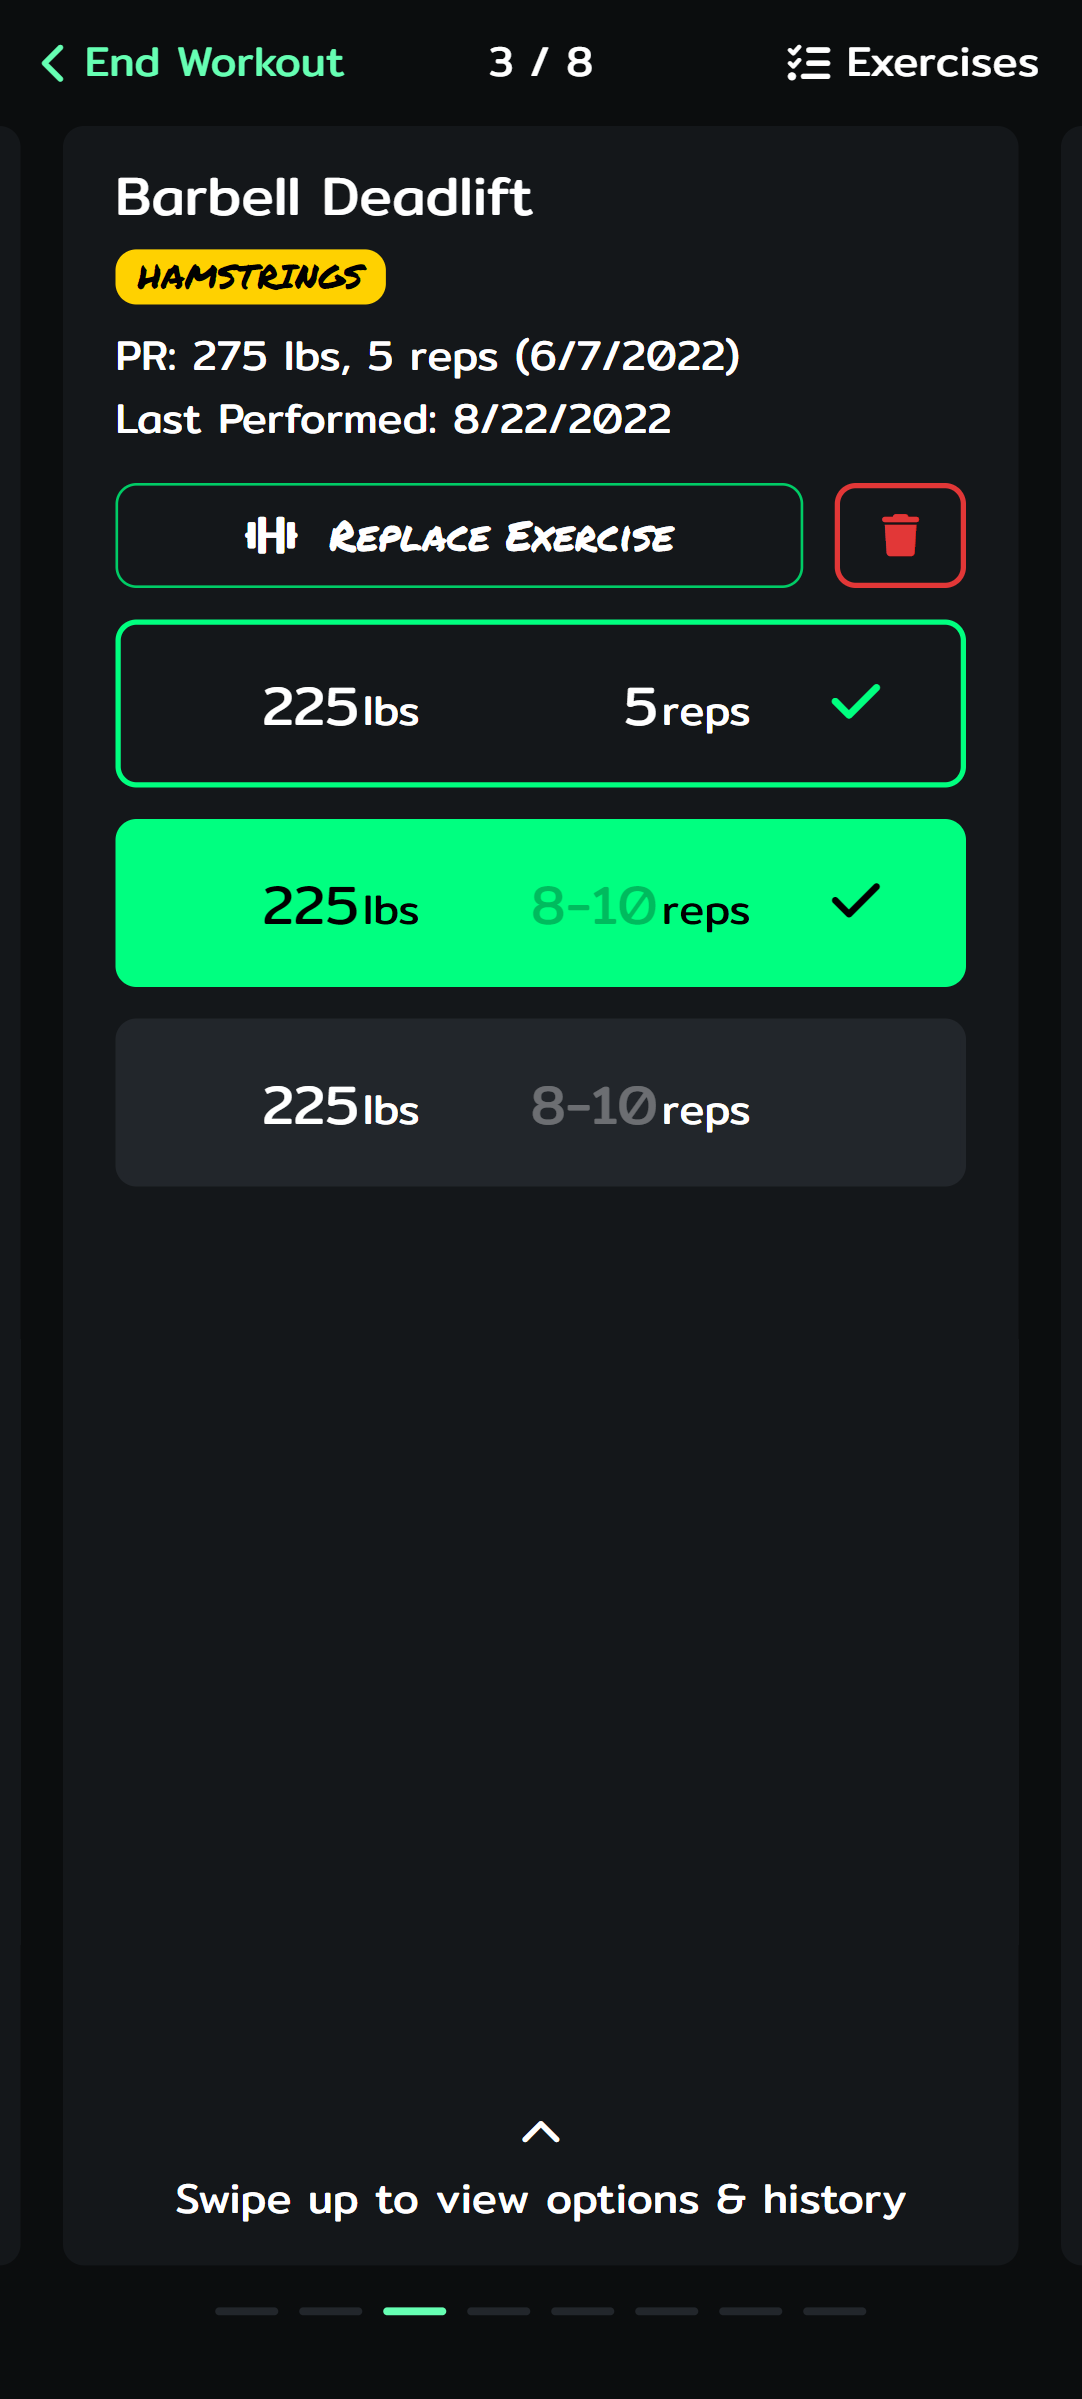 End Workout
3 / 8
Exercises
Barbell Deadlift
HAMSTRINGS
PR: 275 lbs, 5 reps (6/7/2022)
Last Performed: 8/22/2022
Replace Exercise
225 lbs 5 reps
225 lbs 8-10 reps
225 lbs 8-10 reps
Swipe up to view options & history